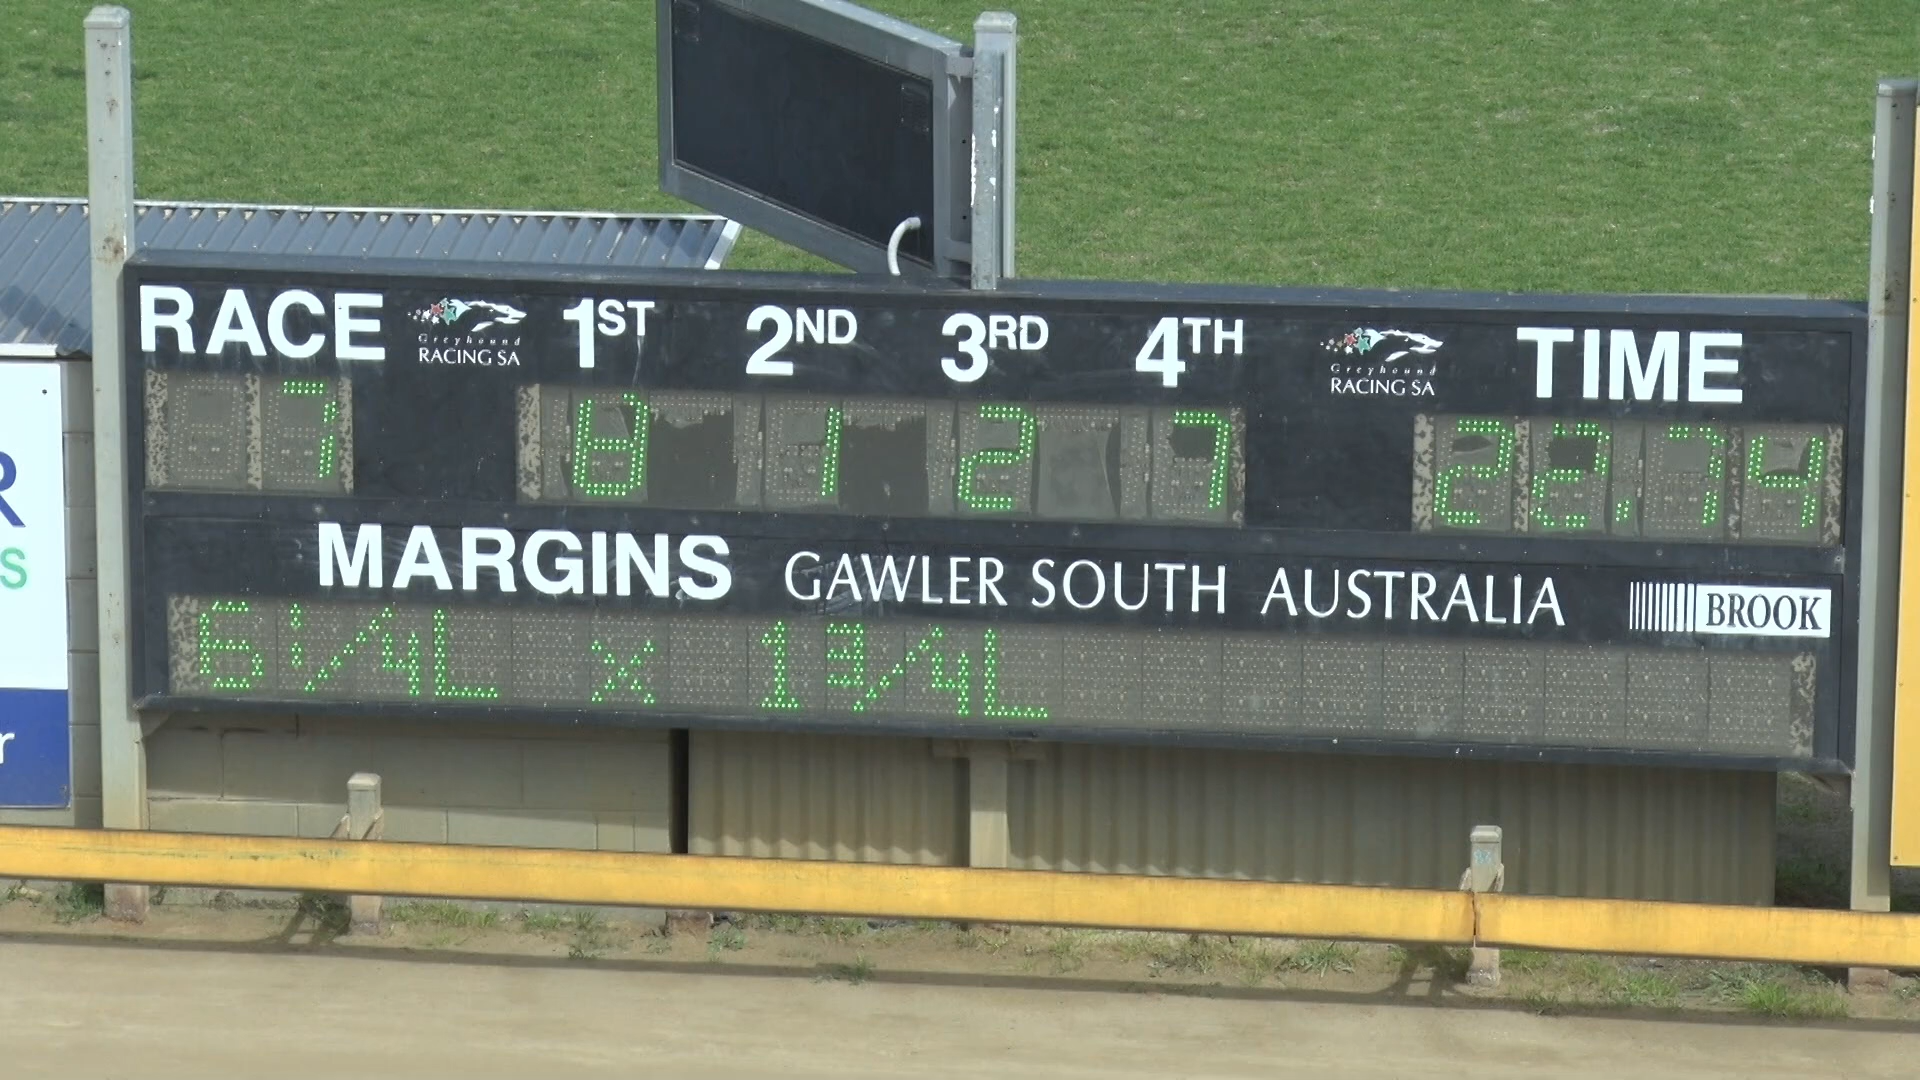 RACE Greyhound RACING SA 1ST 2ND 3RD 4TH Greyhound RACING SA TIME
7 8 1 2 7 22.74
MARGINS GAWLER SOUTH AUSTRALIA BROOK
6 1/4L x 1 3/4L
R
S
r